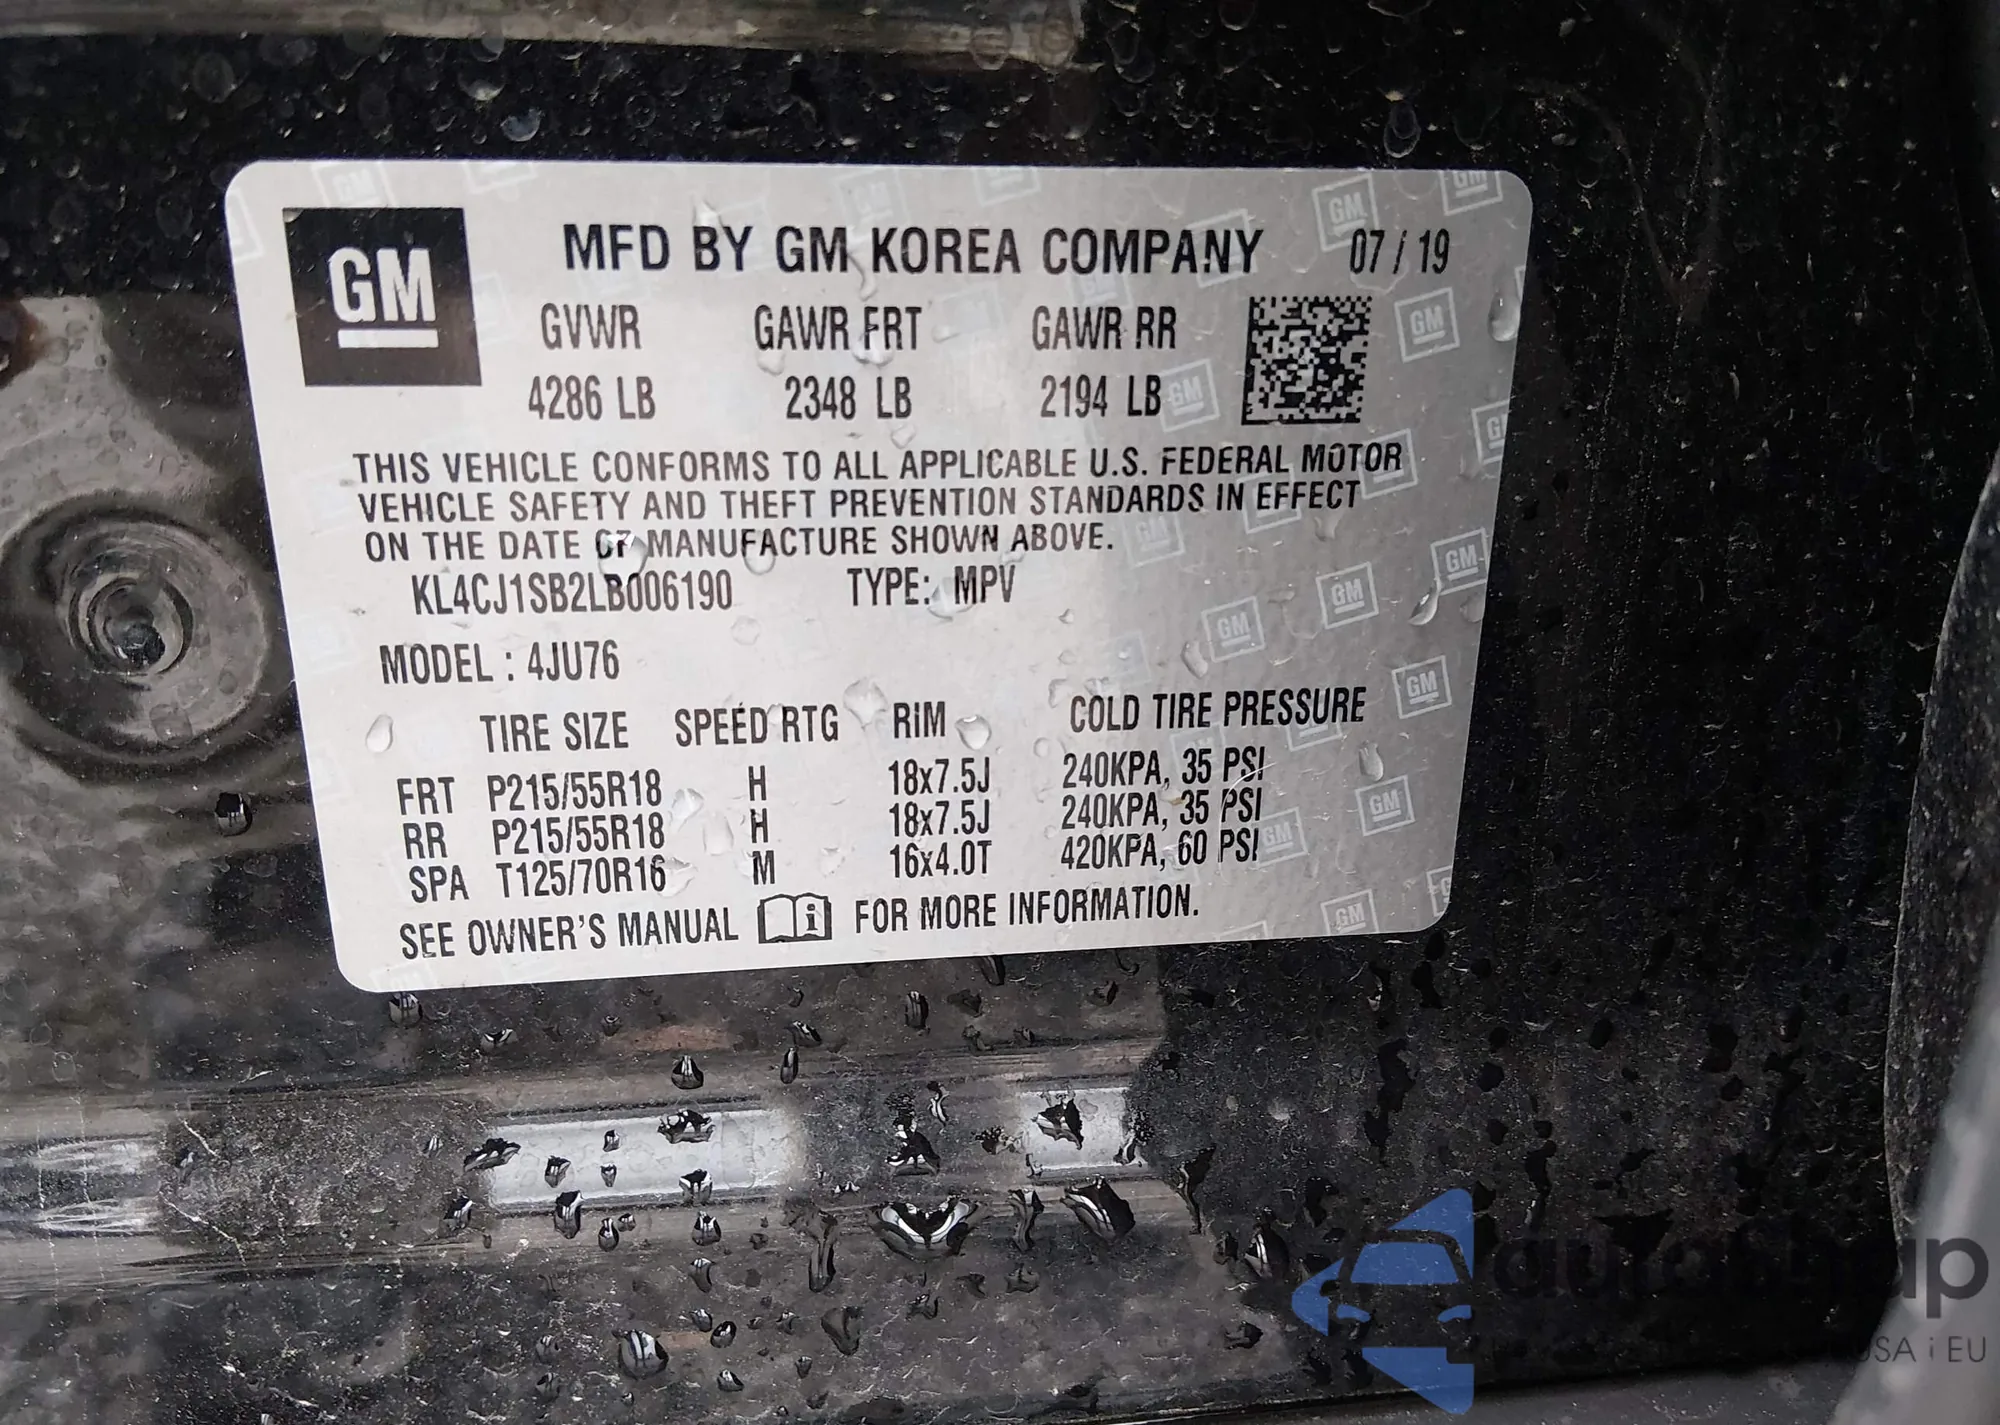 GM
MFD BY GM KOREA COMPANY 07 / 19
GVWR GAWR FRT GAWR RR
4286 LB 2348 LB 2194 LB
THIS VEHICLE CONFORMS TO ALL APPLICABLE U.S. FEDERAL MOTOR
VEHICLE SAFETY AND THEFT PREVENTION STANDARDS IN EFFECT
ON THE DATE OF MANUFACTURE SHOWN ABOVE.
KL4CJ1SB2LB006190 TYPE: MPV
MODEL : 4JU76
TIRE SIZE SPEED RTG RIM COLD TIRE PRESSURE
FRT P215/55R18 H 18x7.5J 240KPA, 35 PSI
RR P215/55R18 H 18x7.5J 240KPA, 35 PSI
SPA T125/70R16 M 16x4.0T 420KPA, 60 PSI
SEE OWNER'S MANUAL i FOR MORE INFORMATION.
USA i EU